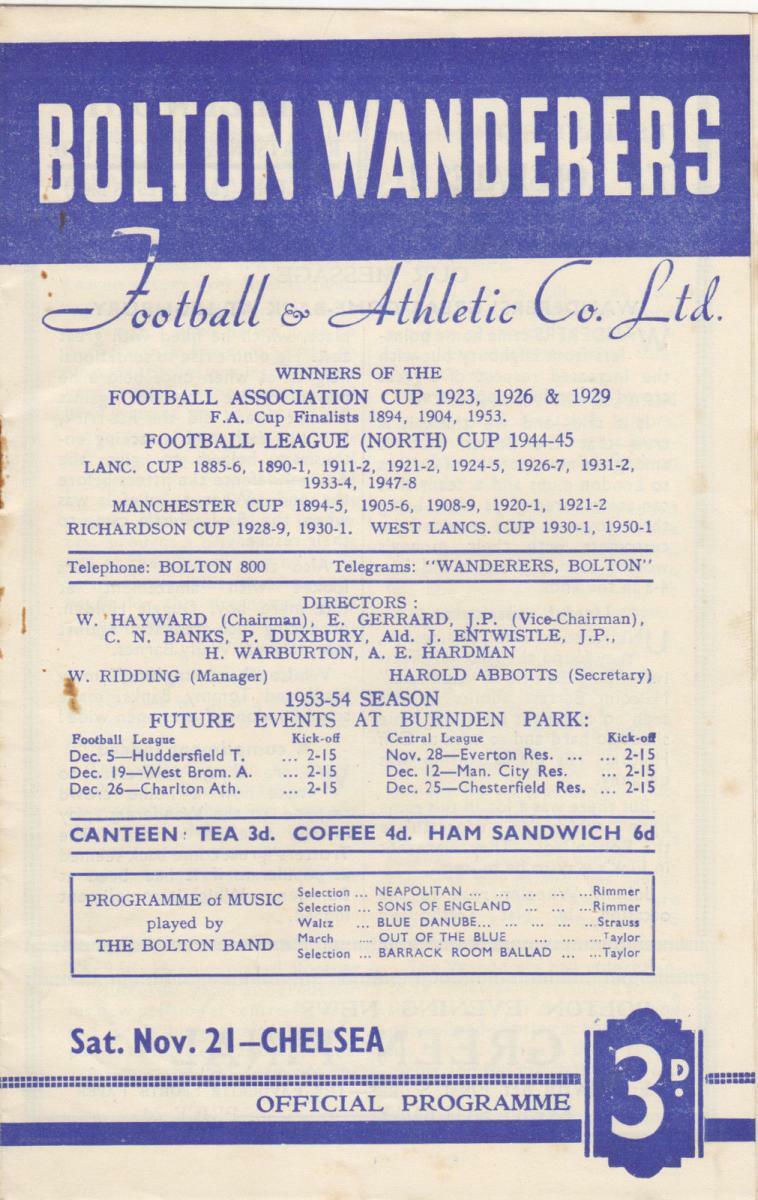 BOLTON WANDERERS
Football & Athletic Co. Ltd.
WINNERS OF THE
FOOTBALL ASSOCIATION CUP 1923, 1926 & 1929
F.A. Cup Finalists 1894, 1904, 1953.
FOOTBALL LEAGUE (NORTH) CUP 1944-45
LANC. CUP 1885-6, 1890-1, 1911-2, 1921-2, 1924-5, 1926-7, 1931-2,
1933-4, 1947-8
MANCHESTER CUP 1894-5, 1905-6, 1908-9, 1920-1, 1921-2
RICHARDSON CUP 1928-9, 1930-1. WEST LANCS. CUP 1930-1, 1950-1
Telephone: BOLTON 800 Telegrams: "WANDERERS, BOLTON"
DIRECTORS :
W. HAYWARD (Chairman), E. GERRARD, J.P. (Vice-Chairman),
C. N. BANKS, P. DUXBURY, Ald. J. ENTWISTLE, J.P.,
H. WARBURTON, A. E. HARDMAN
W. RIDDING (Manager) HAROLD ABBOTTS (Secretary)
1953-54 SEASON
FUTURE EVENTS AT BURNDEN PARK:
Football League Kick-off Central League Kick-off
Dec. 5—Huddersfield T. ... 2-15 Nov. 28—Everton Res. ... ... 2-15
Dec. 19—West Brom. A. ... 2-15 Dec. 12—Man. City Res. ... 2-15
Dec. 26—Charlton Ath. ... 2-15 Dec. 25—Chesterfield Res. ... 2-15
CANTEEN: TEA 3d. COFFEE 4d. HAM SANDWICH 6d
PROGRAMME of MUSIC
played by
THE BOLTON BAND
Selection ... NEAPOLITAN ... ... ... ... ...Rimmer
Selection ... SONS OF ENGLAND ... ... ...Rimmer
Waltz ... BLUE DANUBE... ... ... ... ...Strauss
March ... OUT OF THE BLUE ... ... ...Taylor
Selection ... BARRACK ROOM BALLAD ... ...Taylor
Sat. Nov. 21—CHELSEA
OFFICIAL PROGRAMME
3D.